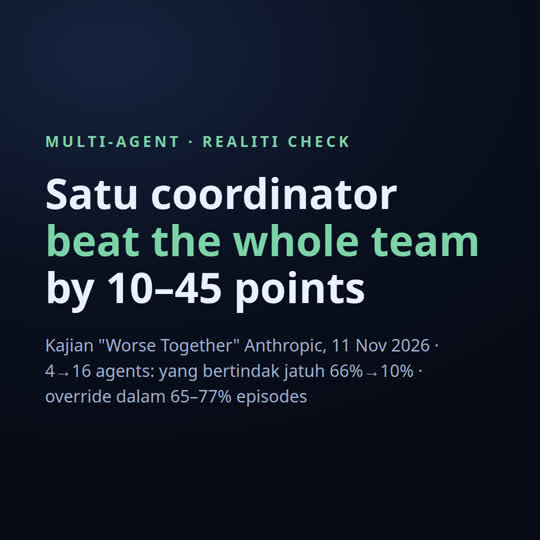 MULTI-AGENT · REALITI CHECK
Satu coordinator
beat the whole team
by 10–45 points
Kajian "Worse Together" Anthropic, 11 Nov 2026 ·
4→16 agents: yang bertindak jatuh 66%→10% ·
override dalam 65–77% episodes